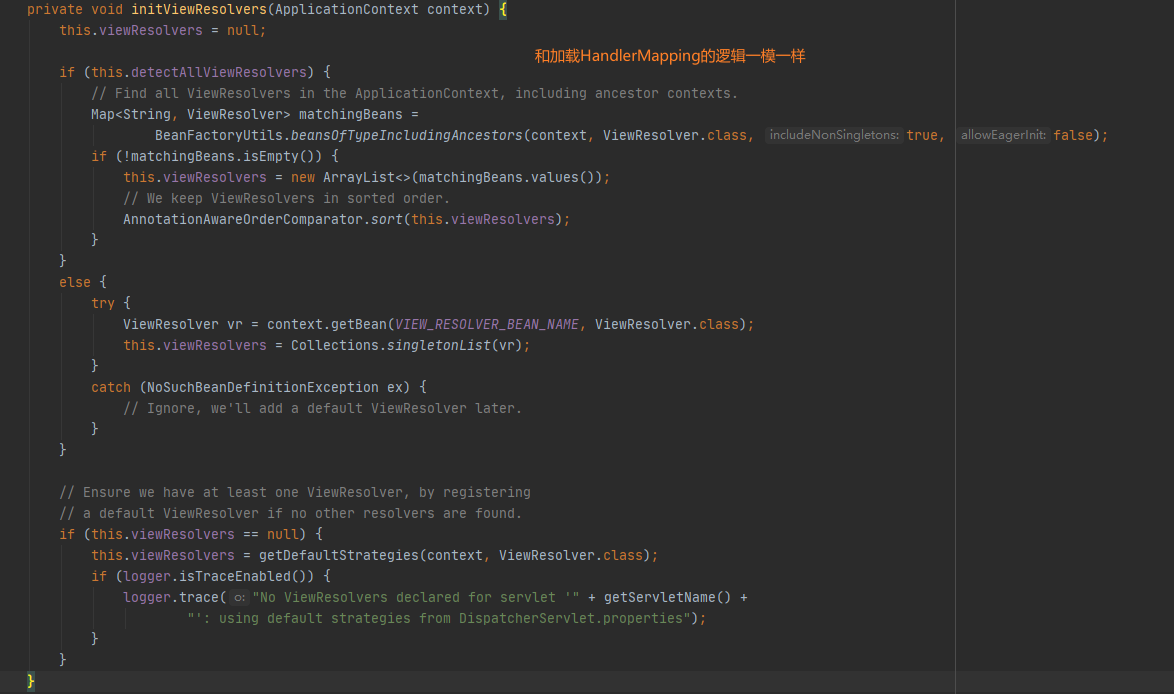 private void initViewResolvers(ApplicationContext context) {
this.viewResolvers = null;
和加载HandlerMapping的逻辑一模一样
if (this.detectAllViewResolvers) {
// Find all ViewResolvers in the ApplicationContext, including ancestor contexts.
Map<String, ViewResolver> matchingBeans =
BeanFactoryUtils.beansOfTypeIncludingAncestors(context, ViewResolver.class, includeNonSingletons: true, allowEagerInit: false);
if (!matchingBeans.isEmpty()) {
this.viewResolvers = new ArrayList<>(matchingBeans.values());
// We keep ViewResolvers in sorted order.
AnnotationAwareOrderComparator.sort(this.viewResolvers);
}
}
else {
try {
ViewResolver vr = context.getBean(VIEW_RESOLVER_BEAN_NAME, ViewResolver.class);
this.viewResolvers = Collections.singletonList(vr);
}
catch (NoSuchBeanDefinitionException ex) {
// Ignore, we'll add a default ViewResolver later.
}
}
// Ensure we have at least one ViewResolver, by registering
// a default ViewResolver if no other resolvers are found.
if (this.viewResolvers == null) {
this.viewResolvers = getDefaultStrategies(context, ViewResolver.class);
if (logger.isTraceEnabled()) {
logger.trace( o: "No ViewResolvers declared for servlet '" + getServletName() +
"': using default strategies from DispatcherServlet.properties");
}
}
}